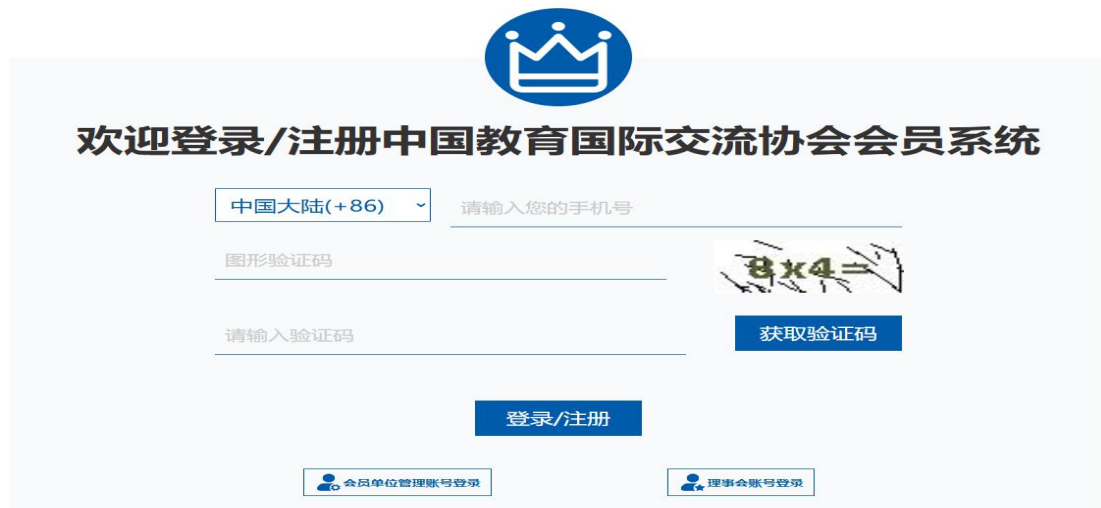 欢迎登录/注册中国教育国际交流协会会员系统
中国大陆(+86) 请输入您的手机号
图形验证码 8x4=
请输入验证码 获取验证码
登录/注册
会员单位管理账号登录 理事会账号登录